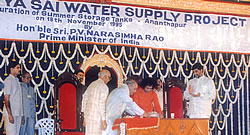 YA SAI WATER SUPPLY PROJECT
uration of Summer Storage Tanks - Ananthapur
on 18th November 1995
Hon'ble Sri. P.V. NARASIMHA RAO
Prime Minister of India